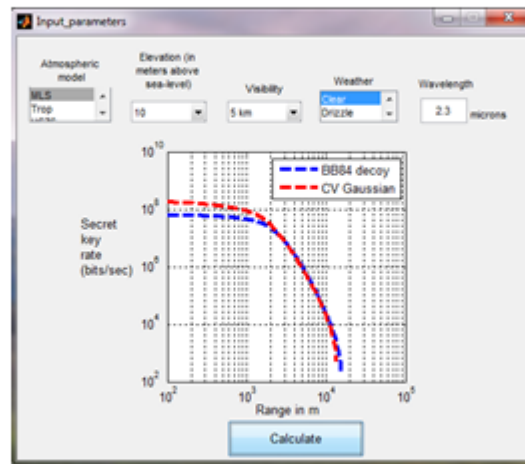 Input_parameters
Atmospheric model
Elevation (in meters above sea-level)
Visibility
Weather
Wavelength
MLS
Trop
10
5 km
Clear
Drizzle
2.3
microns
10^10
10^8
10^6
10^4
10^2
Secret key rate (bits/sec)
BB84 decoy
CV Gaussian
10^2
10^3
10^4
10^5
Range in m
Calculate